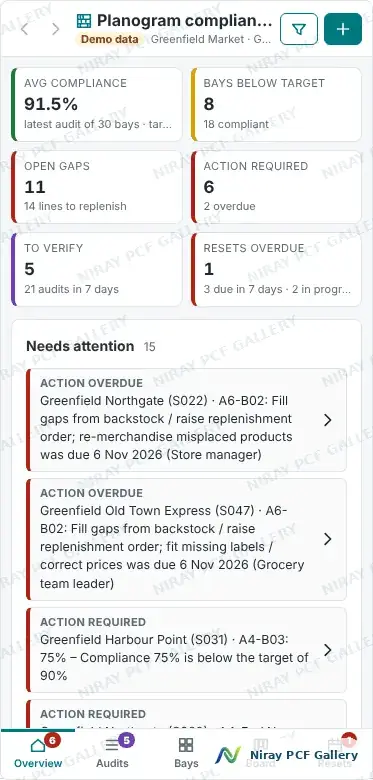 Planogram complian...
Demo data Greenfield Market · G...
AVG COMPLIANCE
91.5%
latest audit of 30 bays · tar...
BAYS BELOW TARGET
8
18 compliant
OPEN GAPS
11
14 lines to replenish
ACTION REQUIRED
6
2 overdue
TO VERIFY
5
21 audits in 7 days
RESETS OVERDUE
1
3 due in 7 days · 2 in progr...
Needs attention 15
ACTION OVERDUE
Greenfield Northgate (S022) · A6-B02: Fill
gaps from backstock / raise replenishment
order; re-merchandise misplaced products
was due 6 Nov 2026 (Store manager)
ACTION OVERDUE
Greenfield Old Town Express (S047) · A6-
B02: Fill gaps from backstock / raise
replenishment order; fit missing labels /
correct prices was due 6 Nov 2026 (Grocery
team leader)
ACTION REQUIRED
Greenfield Harbour Point (S031) · A4-B03:
75% – Compliance 75% is below the target of
90%
ACTION REQUIRED
6
5
Overview
Audits
Bays
Board
Resets
Niray PCF Gallery
NIRAY PCF GALLERY